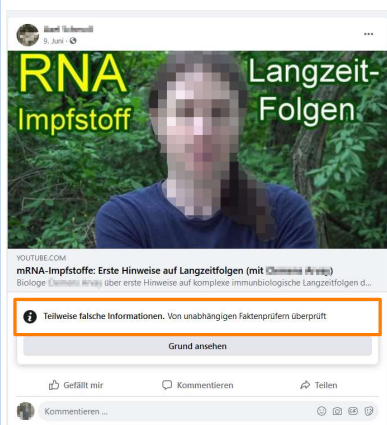 9. Juni
RNA
Impfstoff
Langzeit-
Folgen
YOUTUBE.COM
mRNA-Impfstoffe: Erste Hinweise auf Langzeitfolgen (mit
Biologe über erste Hinweise auf komplexe immunbiologische Langzeitfolgen d...
Teilweise falsche Informationen. Von unabhängigen Faktenprüfern überprüft
Grund ansehen
Gefällt mir Kommentieren Teilen
Kommentieren ...